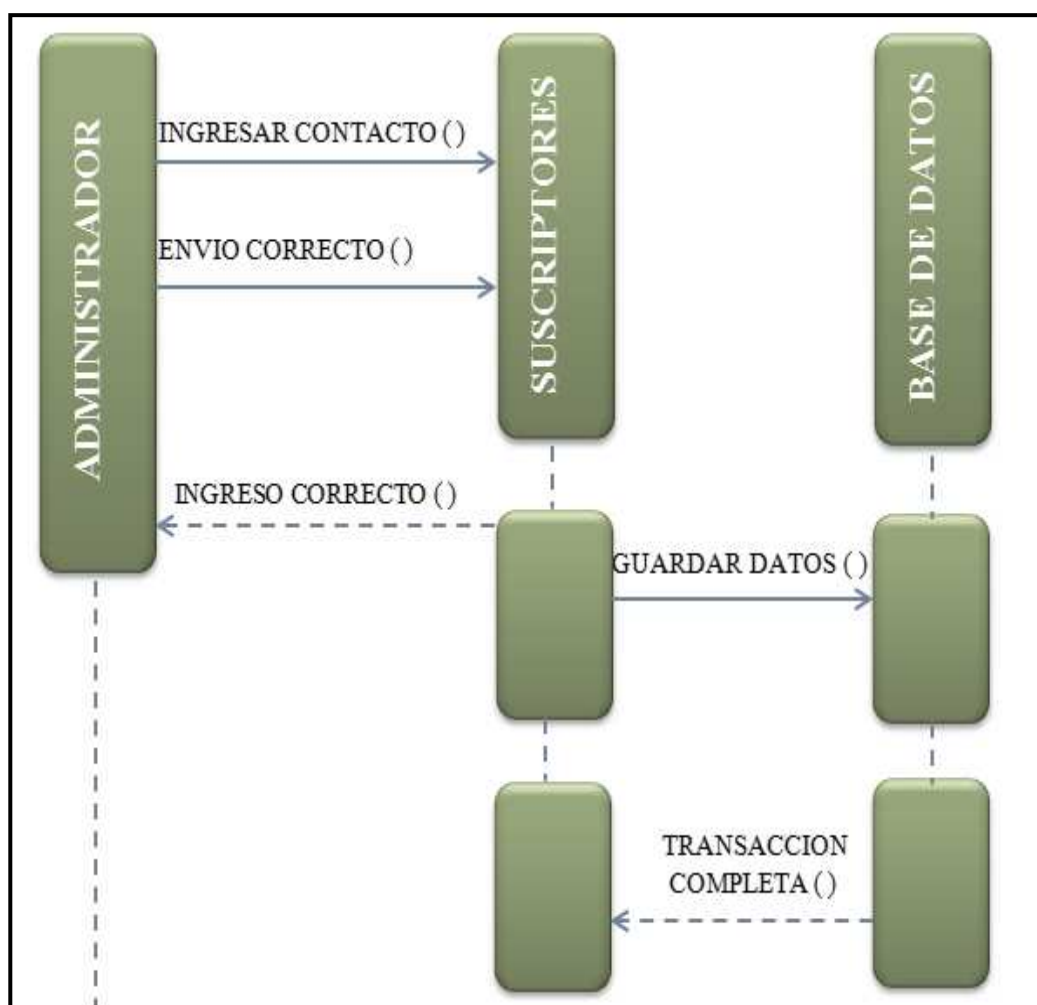 ADMINISTRADOR
SUSCRIPTORES
BASE DE DATOS
INGRESAR CONTACTO ( )
ENVIO CORRECTO ( )
INGRESO CORRECTO ( )
GUARDAR DATOS ( )
TRANSACCION
COMPLETA ( )